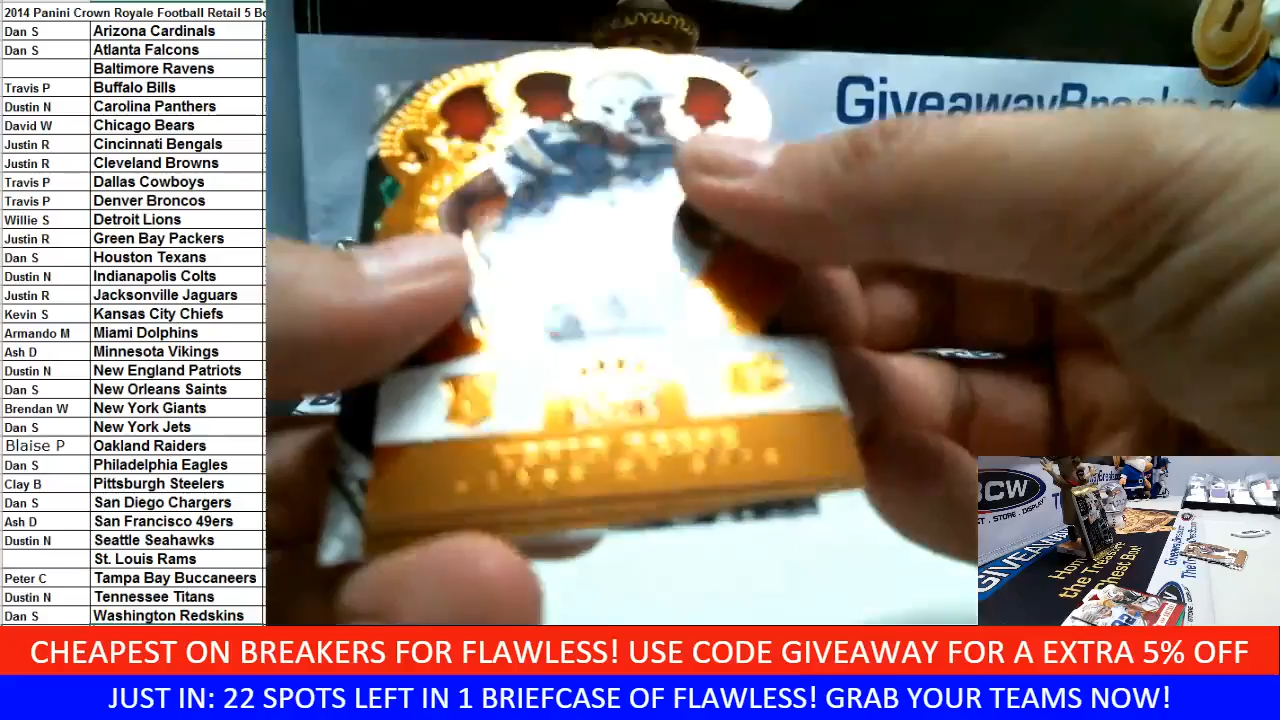 2014 Panini Crown Royale Football Retail 5 Bo
Dan S Arizona Cardinals
Dan S Atlanta Falcons
Baltimore Ravens
Travis P Buffalo Bills
Dustin N Carolina Panthers
David W Chicago Bears
Justin R Cincinnati Bengals
Justin R Cleveland Browns
Travis P Dallas Cowboys
Travis P Denver Broncos
Willie S Detroit Lions
Justin R Green Bay Packers
Dan S Houston Texans
Dustin N Indianapolis Colts
Justin R Jacksonville Jaguars
Kevin S Kansas City Chiefs
Armando M Miami Dolphins
Ash D Minnesota Vikings
Dustin N New England Patriots
Dan S New Orleans Saints
Brendan W New York Giants
Dan S New York Jets
Blaise P Oakland Raiders
Dan S Philadelphia Eagles
Clay B Pittsburgh Steelers
Dan S San Diego Chargers
Ash D San Francisco 49ers
Dustin N Seattle Seahawks
St. Louis Rams
Peter C Tampa Bay Buccaneers
Dustin N Tennessee Titans
Dan S Washington Redskins
GiveawayBreaks
BCW
STORE · DISPLAY
GIVEAWAY
the Treasure
Chest Box
CHEAPEST ON BREAKERS FOR FLAWLESS! USE CODE GIVEAWAY FOR A EXTRA 5% OFF
JUST IN: 22 SPOTS LEFT IN 1 BRIEFCASE OF FLAWLESS! GRAB YOUR TEAMS NOW!